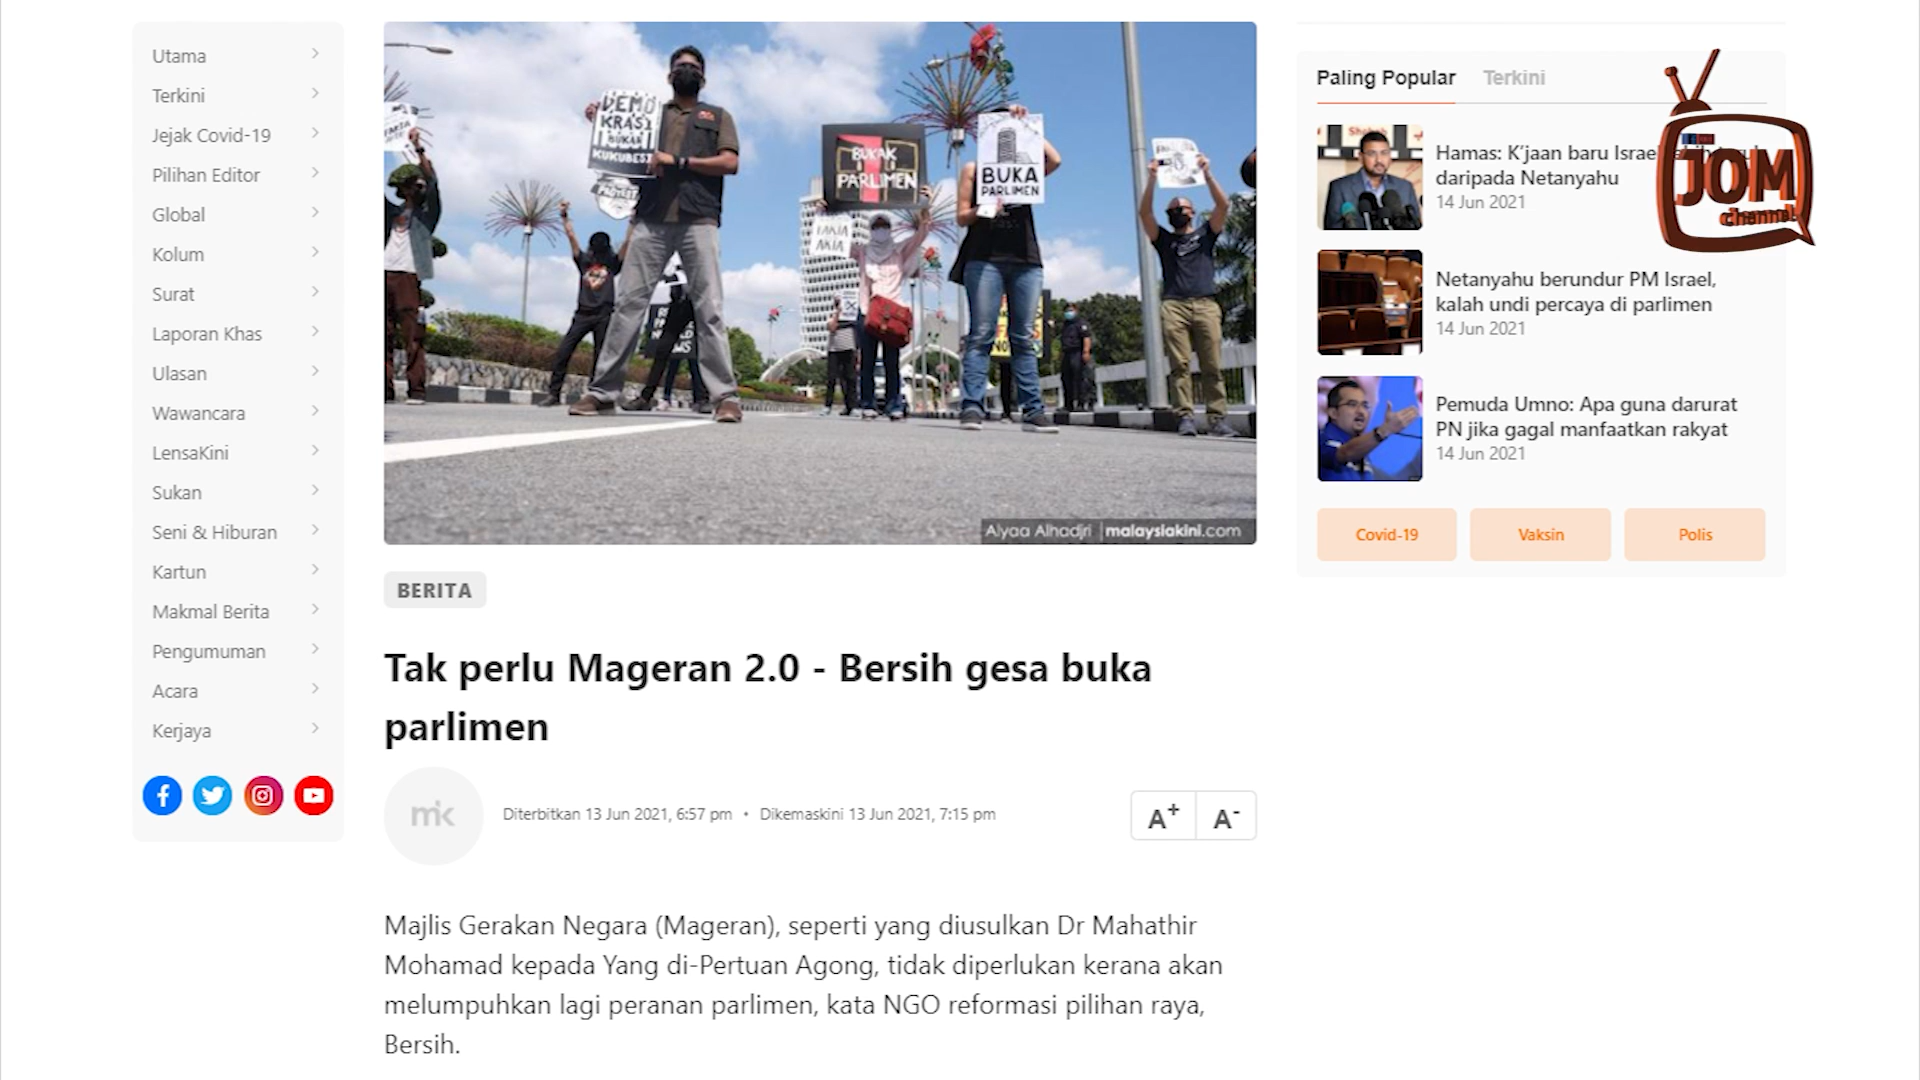 Utama
Terkini
Jejak Covid-19
Pilihan Editor
Global
Kolum
Surat
Laporan Khas
Ulasan
Wawancara
LensaKini
Sukan
Seni & Hiburan
Kartun
Makmal Berita
Pengumuman
Acara
Kerjaya
DEMO
KRASI
BUKAN
KUKUBESI
PROTEST
BUKAK
PARLIMEN
BUKA
PARLIMEN
Alyaa Alhadjri | malaysiakini.com
BERITA
Tak perlu Mageran 2.0 - Bersih gesa buka
parlimen
mk
Diterbitkan 13 Jun 2021, 6:57 pm • Dikemaskini 13 Jun 2021, 7:15 pm
A+ A-
Majlis Gerakan Negara (Mageran), seperti yang diusulkan Dr Mahathir
Mohamad kepada Yang di-Pertuan Agong, tidak diperlukan kerana akan
melumpuhkan lagi peranan parlimen, kata NGO reformasi pilihan raya,
Bersih.
Paling Popular Terkini
Hamas: K'jaan baru Israel
daripada Netanyahu
14 Jun 2021
Netanyahu berundur PM Israel,
kalah undi percaya di parlimen
14 Jun 2021
Pemuda Umno: Apa guna darurat
PN jika gagal manfaatkan rakyat
14 Jun 2021
Covid-19 Vaksin Polis
JOM
channel